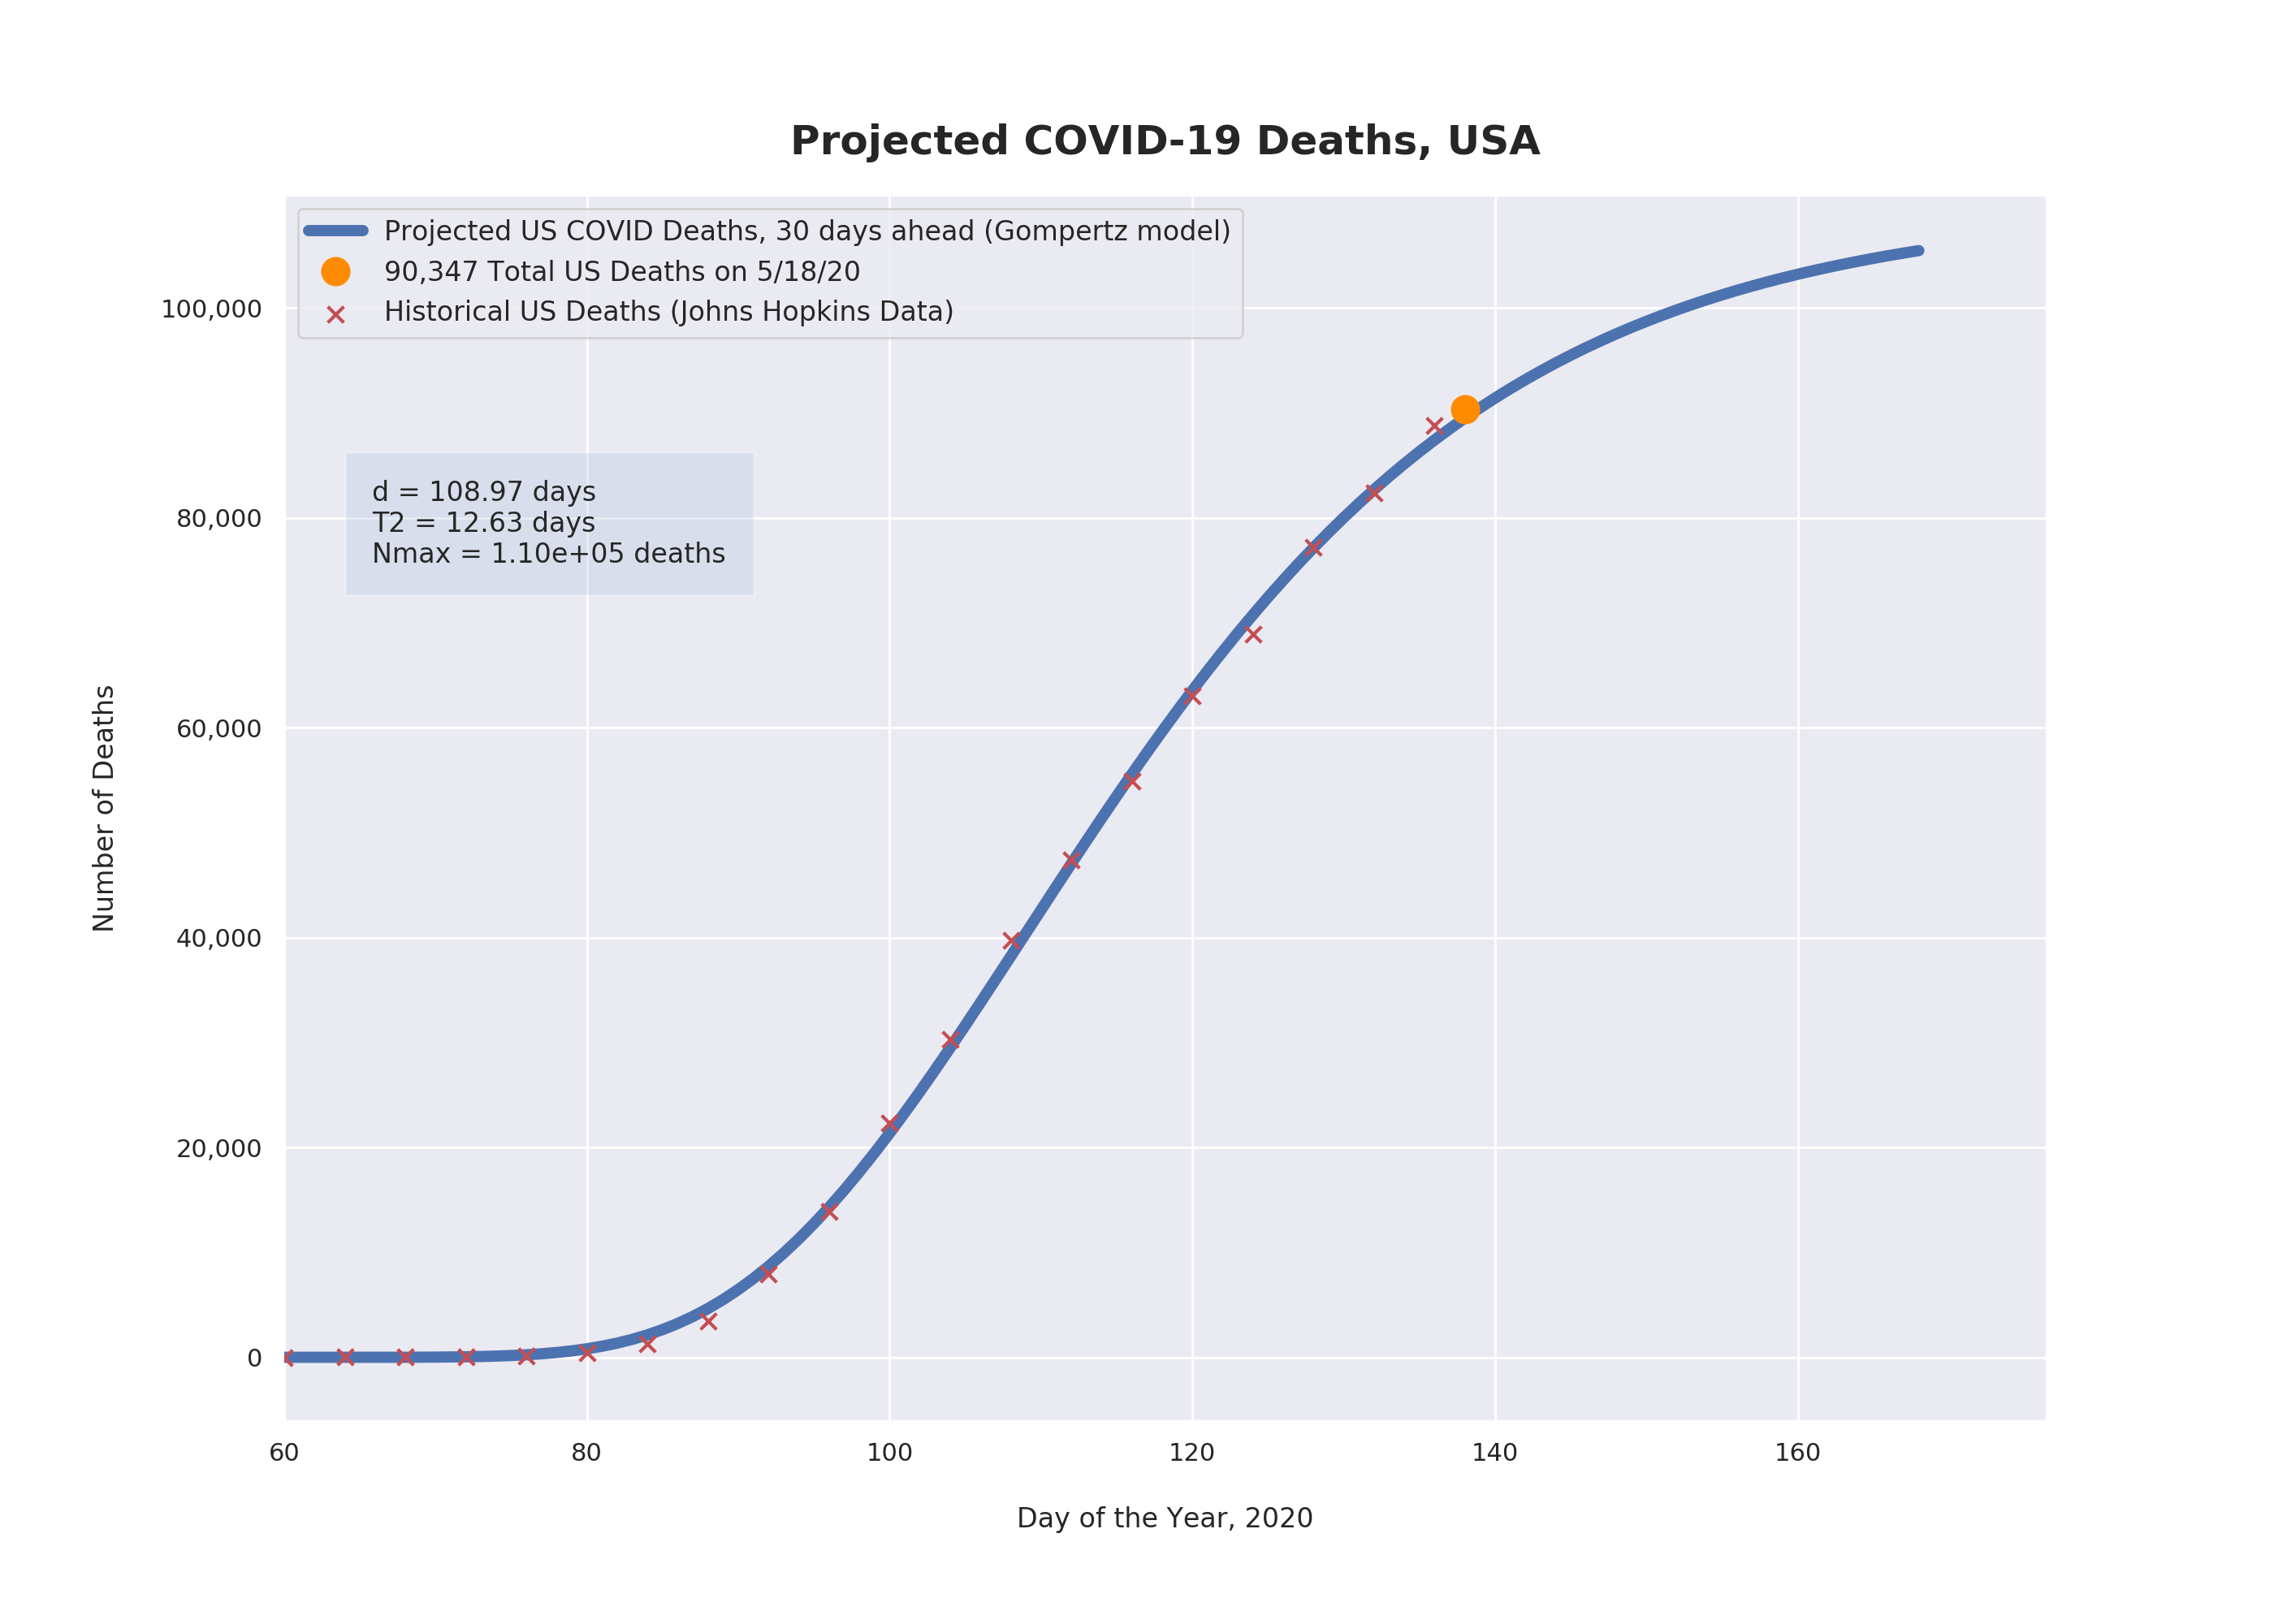 Projected COVID-19 Deaths, USA
Projected US COVID Deaths, 30 days ahead (Gompertz model)
90,347 Total US Deaths on 5/18/20
Historical US Deaths (Johns Hopkins Data)
d = 108.97 days
T2 = 12.63 days
Nmax = 1.10e+05 deaths
Number of Deaths
100,000
80,000
60,000
40,000
20,000
0
60 80 100 120 140 160
Day of the Year, 2020